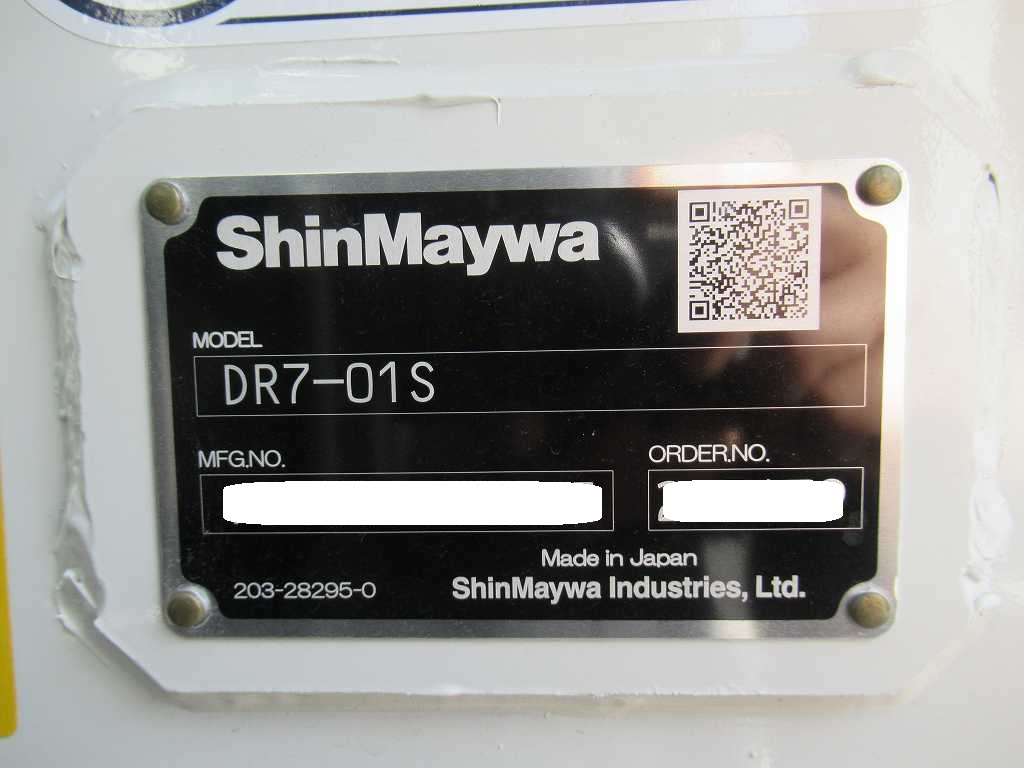 ShinMaywa
MODEL
DR7-01S
MFG.NO.
ORDER.NO.
Made in Japan
203-28295-0
ShinMaywa Industries, Ltd.